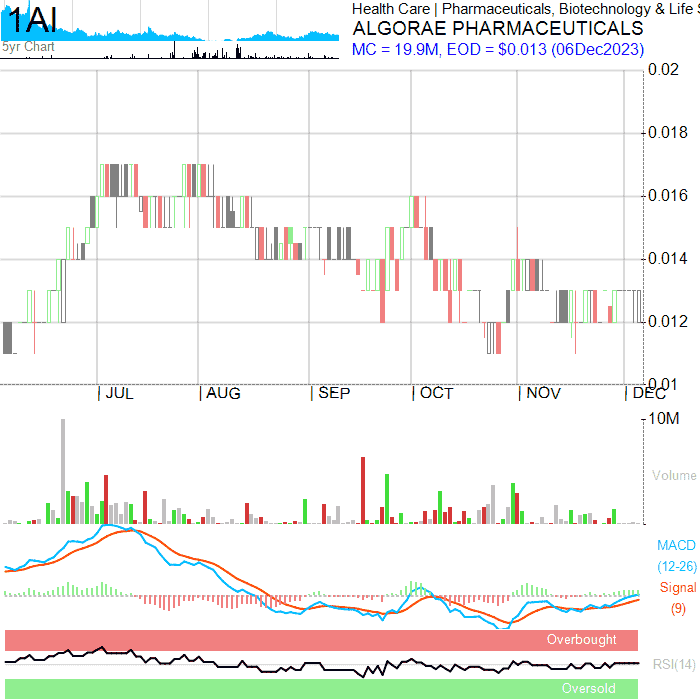 1AI
5yr Chart
Health Care | Pharmaceuticals, Biotechnology & Life S
ALGORAE PHARMACEUTICALS
MC = 19.9M, EOD = $0.013 (06Dec2023)
0.02
0.018
0.016
0.014
0.012
0.01
| JUL | AUG | SEP | OCT | NOV | DEC
10M
Volume
MACD
(12-26)
Signal
(9)
Overbought
RSI(14)
Oversold